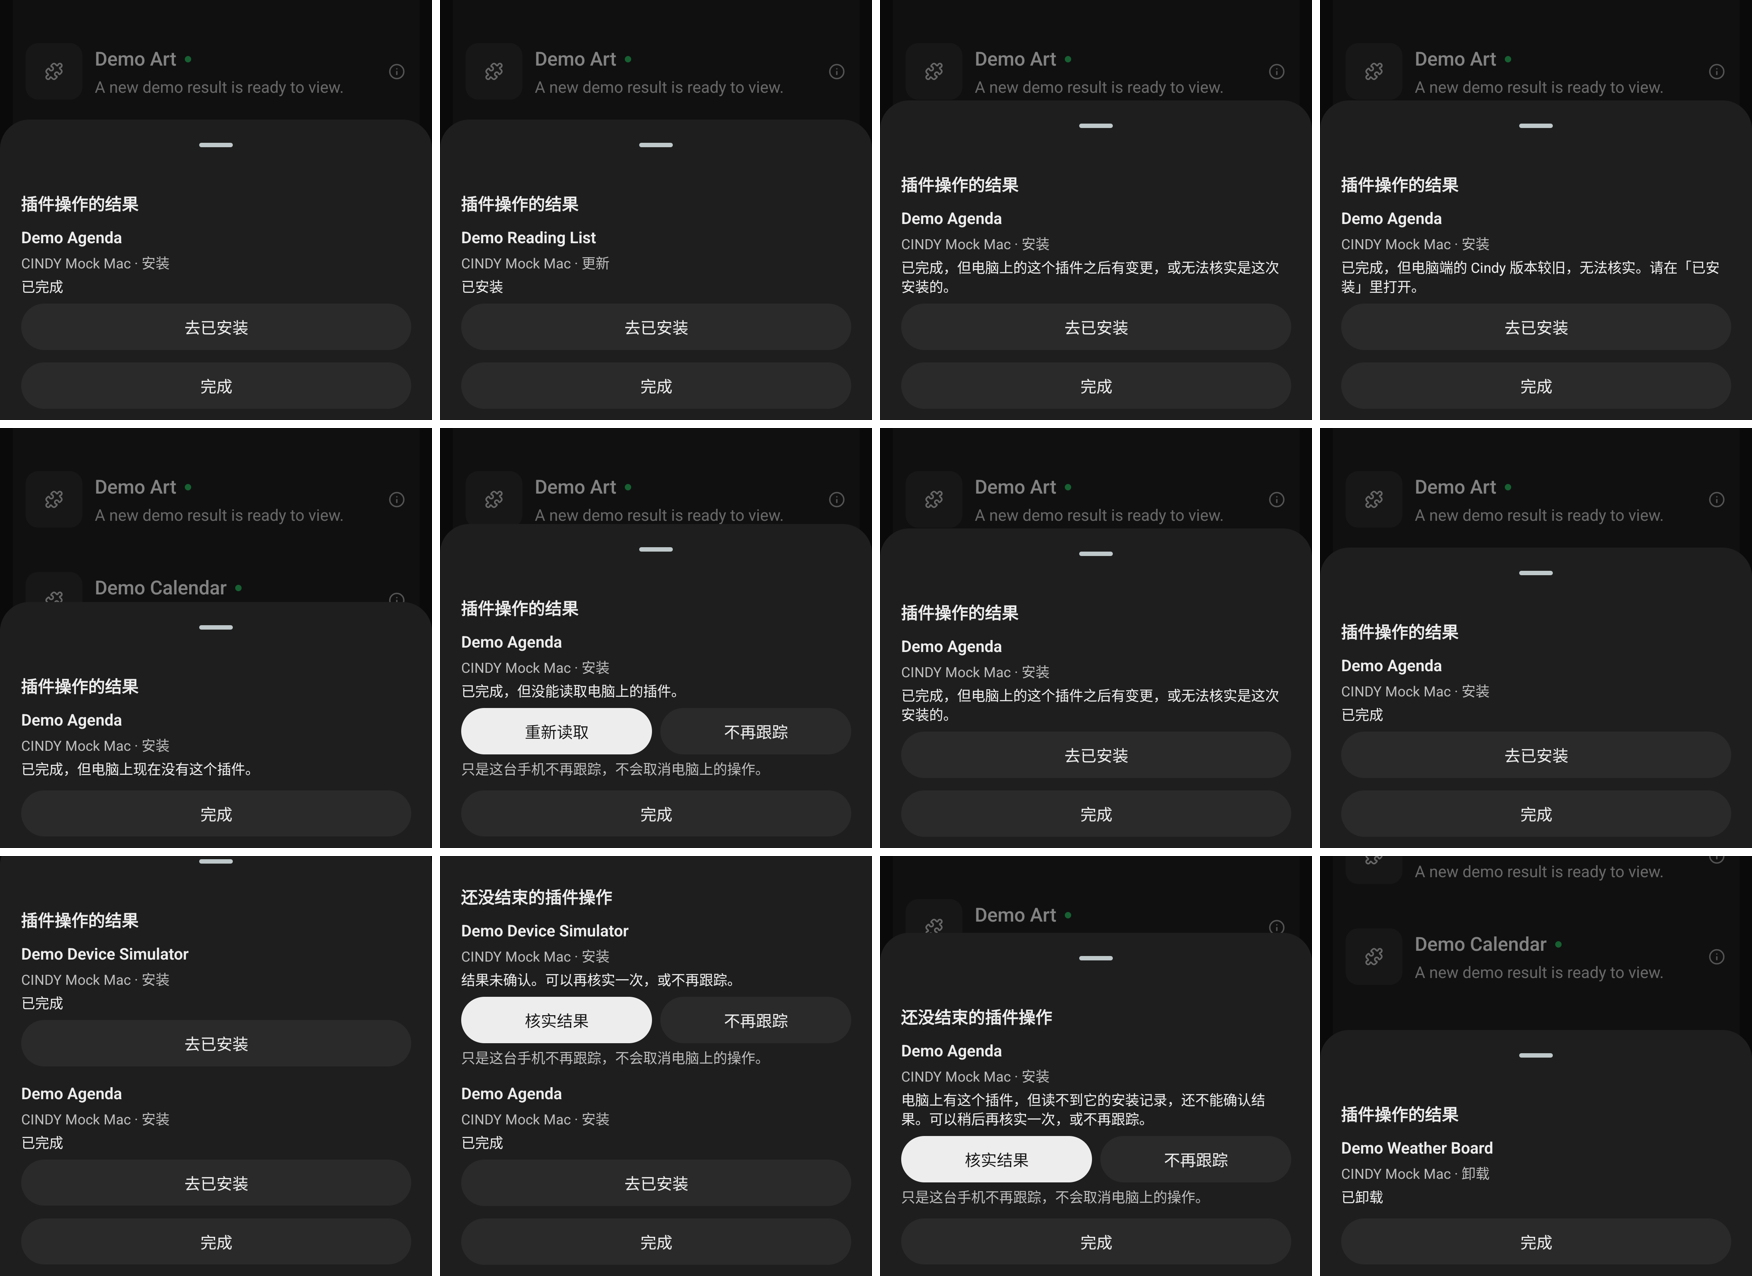 Demo Art
A new demo result is ready to view.
插件操作的结果
Demo Agenda
CINDY Mock Mac · 安装
已完成
去已安装
完成
Demo Art
A new demo result is ready to view.
插件操作的结果
Demo Reading List
CINDY Mock Mac · 更新
已安装
去已安装
完成
Demo Art
A new demo result is ready to view.
插件操作的结果
Demo Agenda
CINDY Mock Mac · 安装
已完成，但电脑上的这个插件之后有变更，或无法核实是这次
安装的。
去已安装
完成
Demo Art
A new demo result is ready to view.
插件操作的结果
Demo Agenda
CINDY Mock Mac · 安装
已完成，但电脑端的 Cindy 版本较旧，无法核实。请在「已安
装」里打开。
去已安装
完成
Demo Art
A new demo result is ready to view.
Demo Calendar
插件操作的结果
Demo Agenda
CINDY Mock Mac · 安装
已完成，但电脑上现在没有这个插件。
完成
Demo Art
A new demo result is ready to view.
插件操作的结果
Demo Agenda
CINDY Mock Mac · 安装
已完成，但没能读取电脑上的插件。
重新读取
不再跟踪
只是这台手机不再跟踪，不会取消电脑上的操作。
完成
Demo Art
A new demo result is ready to view.
插件操作的结果
Demo Agenda
CINDY Mock Mac · 安装
已完成，但电脑上的这个插件之后有变更，或无法核实是这次
安装的。
去已安装
完成
Demo Art
A new demo result is ready to view.
插件操作的结果
Demo Agenda
CINDY Mock Mac · 安装
已完成
去已安装
完成
插件操作的结果
Demo Device Simulator
CINDY Mock Mac · 安装
已完成
去已安装
Demo Agenda
CINDY Mock Mac · 安装
已完成
去已安装
完成
还没结束的插件操作
Demo Device Simulator
CINDY Mock Mac · 安装
结果未确认。可以再核实一次，或不再跟踪。
核实结果
不再跟踪
只是这台手机不再跟踪，不会取消电脑上的操作。
Demo Agenda
CINDY Mock Mac · 安装
已完成
去已安装
完成
Demo Art
还没结束的插件操作
Demo Agenda
CINDY Mock Mac · 安装
电脑上有这个插件，但读不到它的安装记录，还不能确认结
果。可以稍后再核实一次，或不再跟踪。
核实结果
不再跟踪
只是这台手机不再跟踪，不会取消电脑上的操作。
完成
A new demo result is ready to view.
Demo Calendar
A new demo result is ready to view.
插件操作的结果
Demo Weather Board
CINDY Mock Mac · 卸载
已卸载
完成